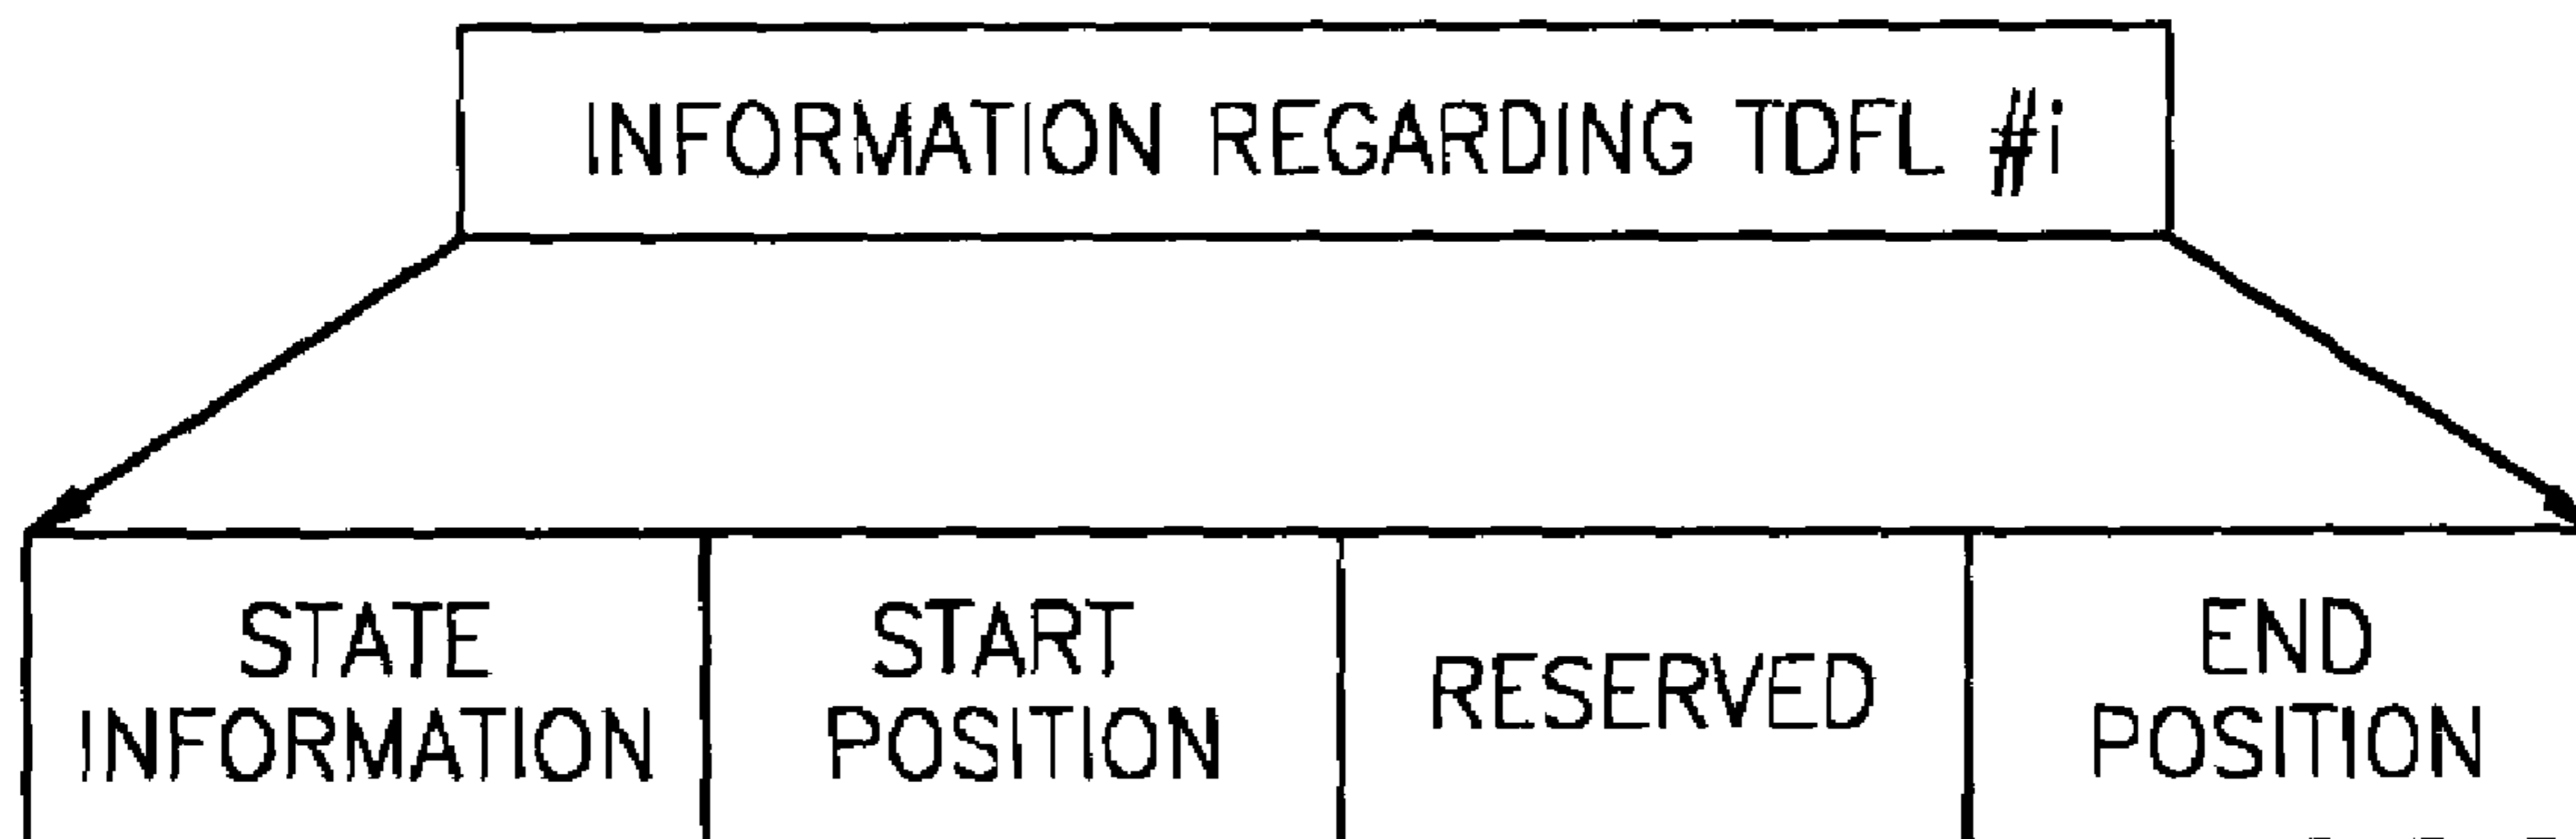 INFORMATION REGARDING TDFL #i
STATE
INFORMATION
START
POSITION
RESERVED
END
POSITION